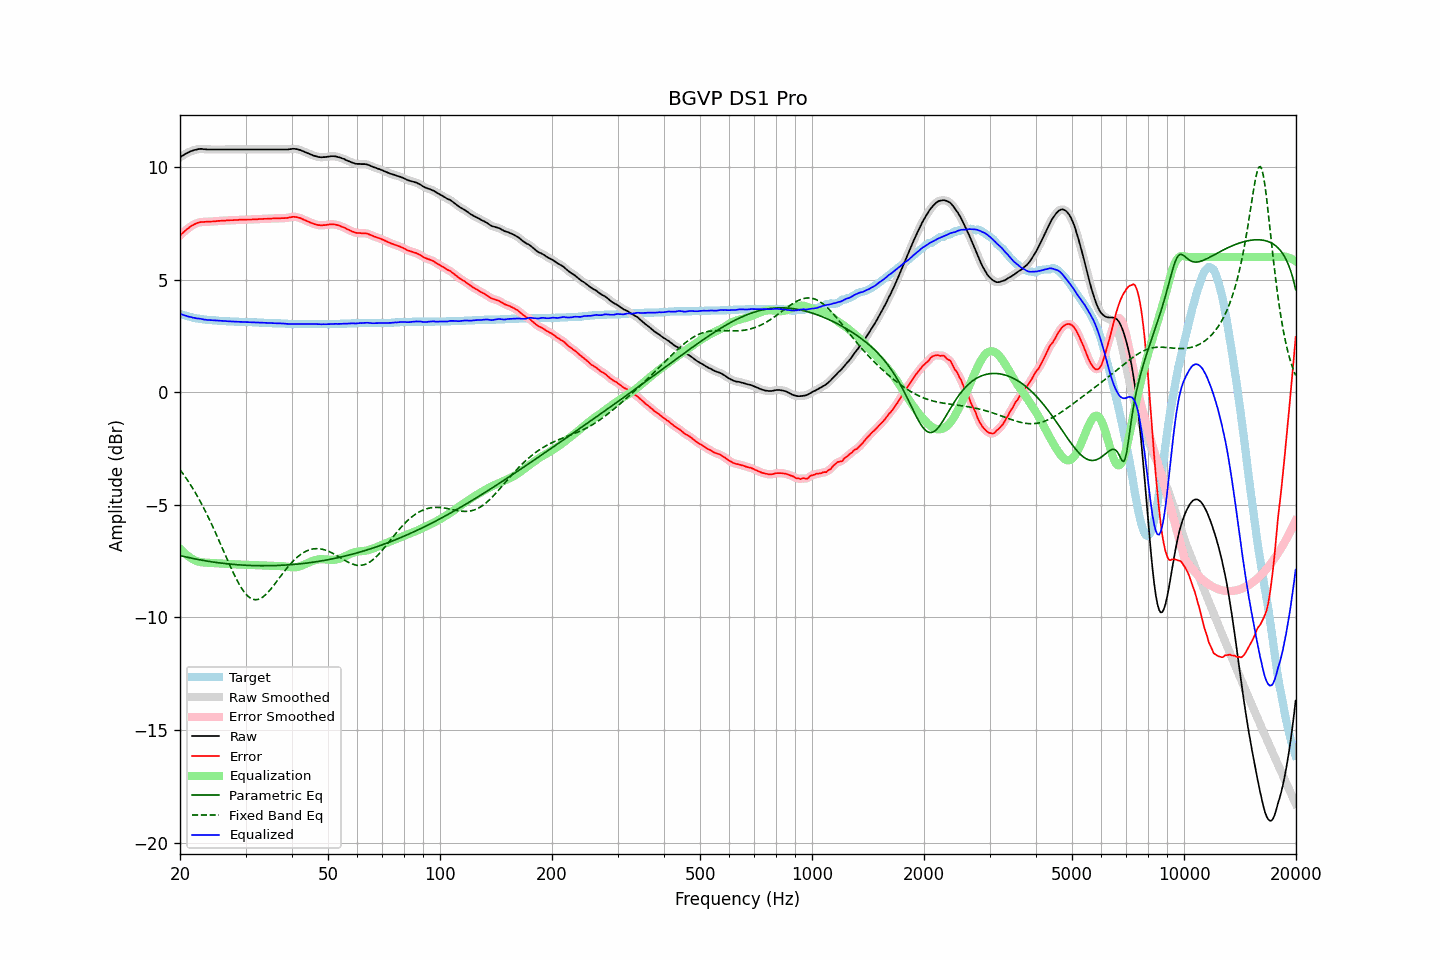 BGVP DS1 Pro
10
5
0
−5
−10
−15
−20
Amplitude (dBr)
Target
Raw Smoothed
Error Smoothed
Raw
Error
Equalization
Parametric Eq
Fixed Band Eq
Equalized
20 50 100 200 500 1000 2000 5000 10000 20000
Frequency (Hz)